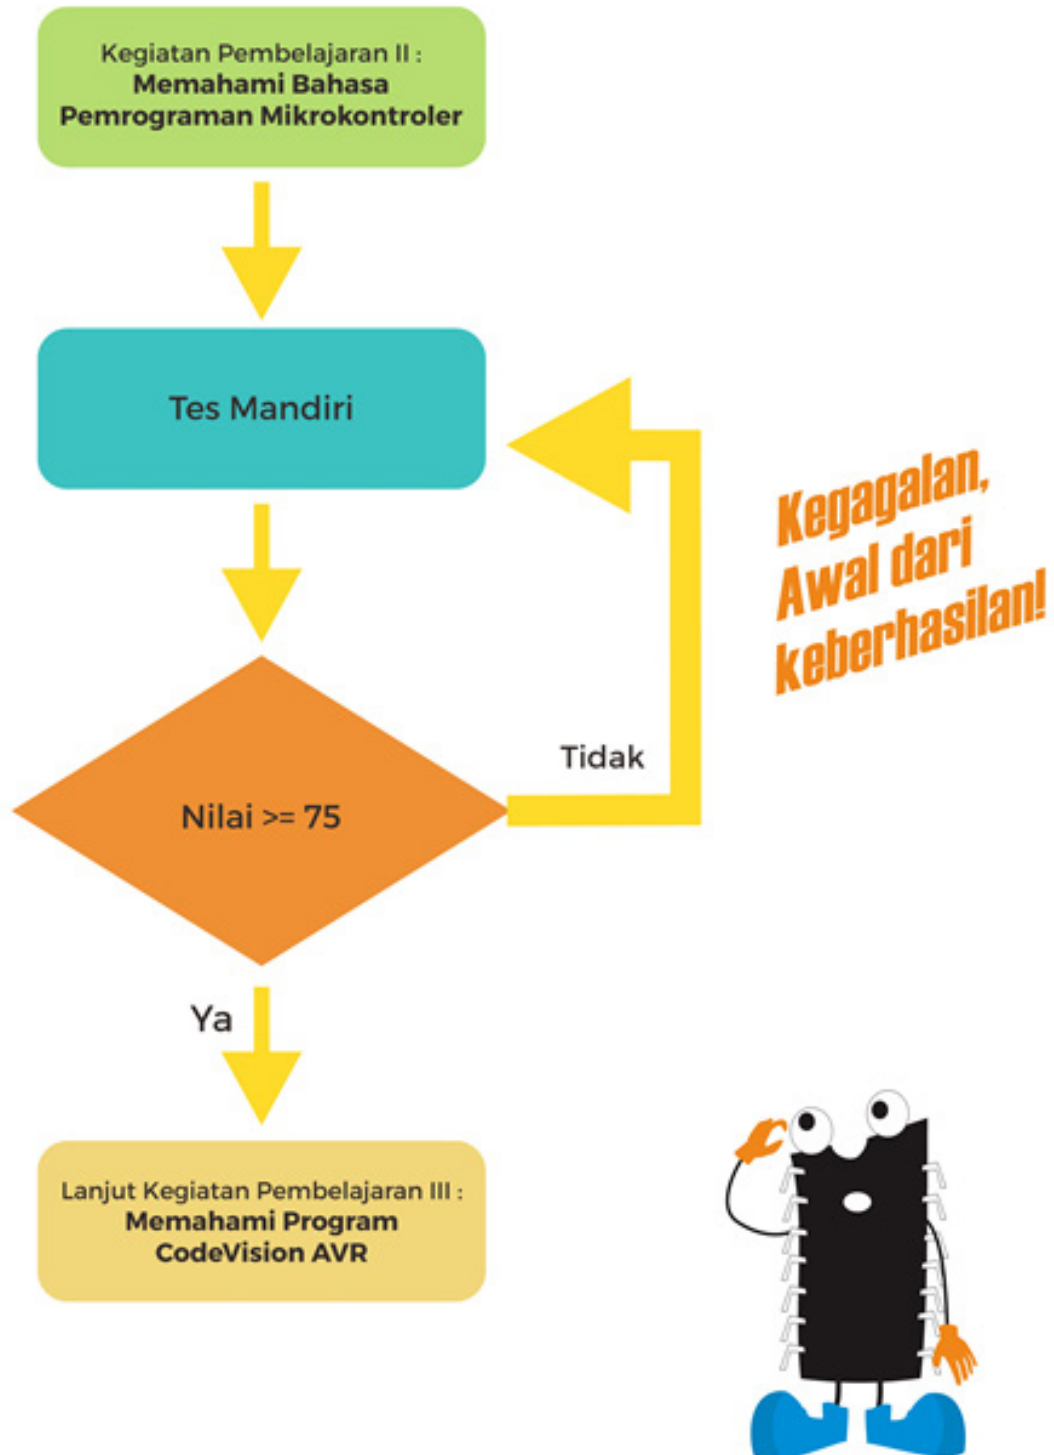 Kegiatan Pembelajaran II :
Memahami Bahasa
Pemrograman Mikrokontroler
Tes Mandiri
Kegagalan,
Awal dari
keberhasilan!
Tidak
Nilai >= 75
Ya
Lanjut Kegiatan Pembelajaran III :
Memahami Program
CodeVision AVR